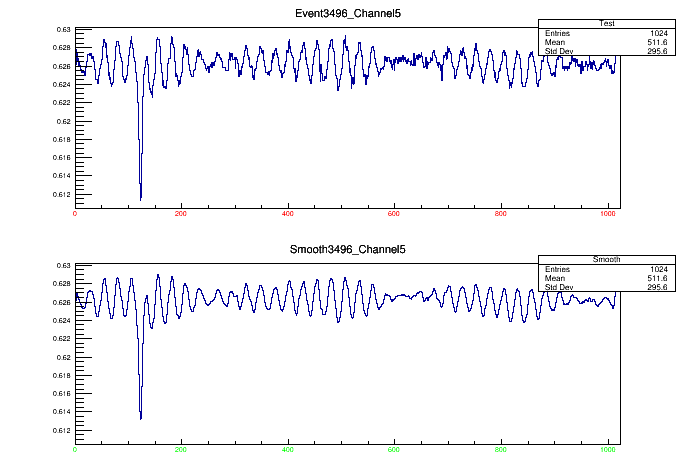 Event3496_Channel5
Test
Entries 1024
Mean 511.6
Std Dev 295.6
0.63
0.628
0.626
0.624
0.622
0.62
0.618
0.616
0.614
0.612
0 200 400 600 800 1000
Smooth3496_Channel5
Smooth
Entries 1024
Mean 511.6
Std Dev 295.6
0.63
0.628
0.626
0.624
0.622
0.62
0.618
0.616
0.614
0.612
0 200 400 600 800 1000